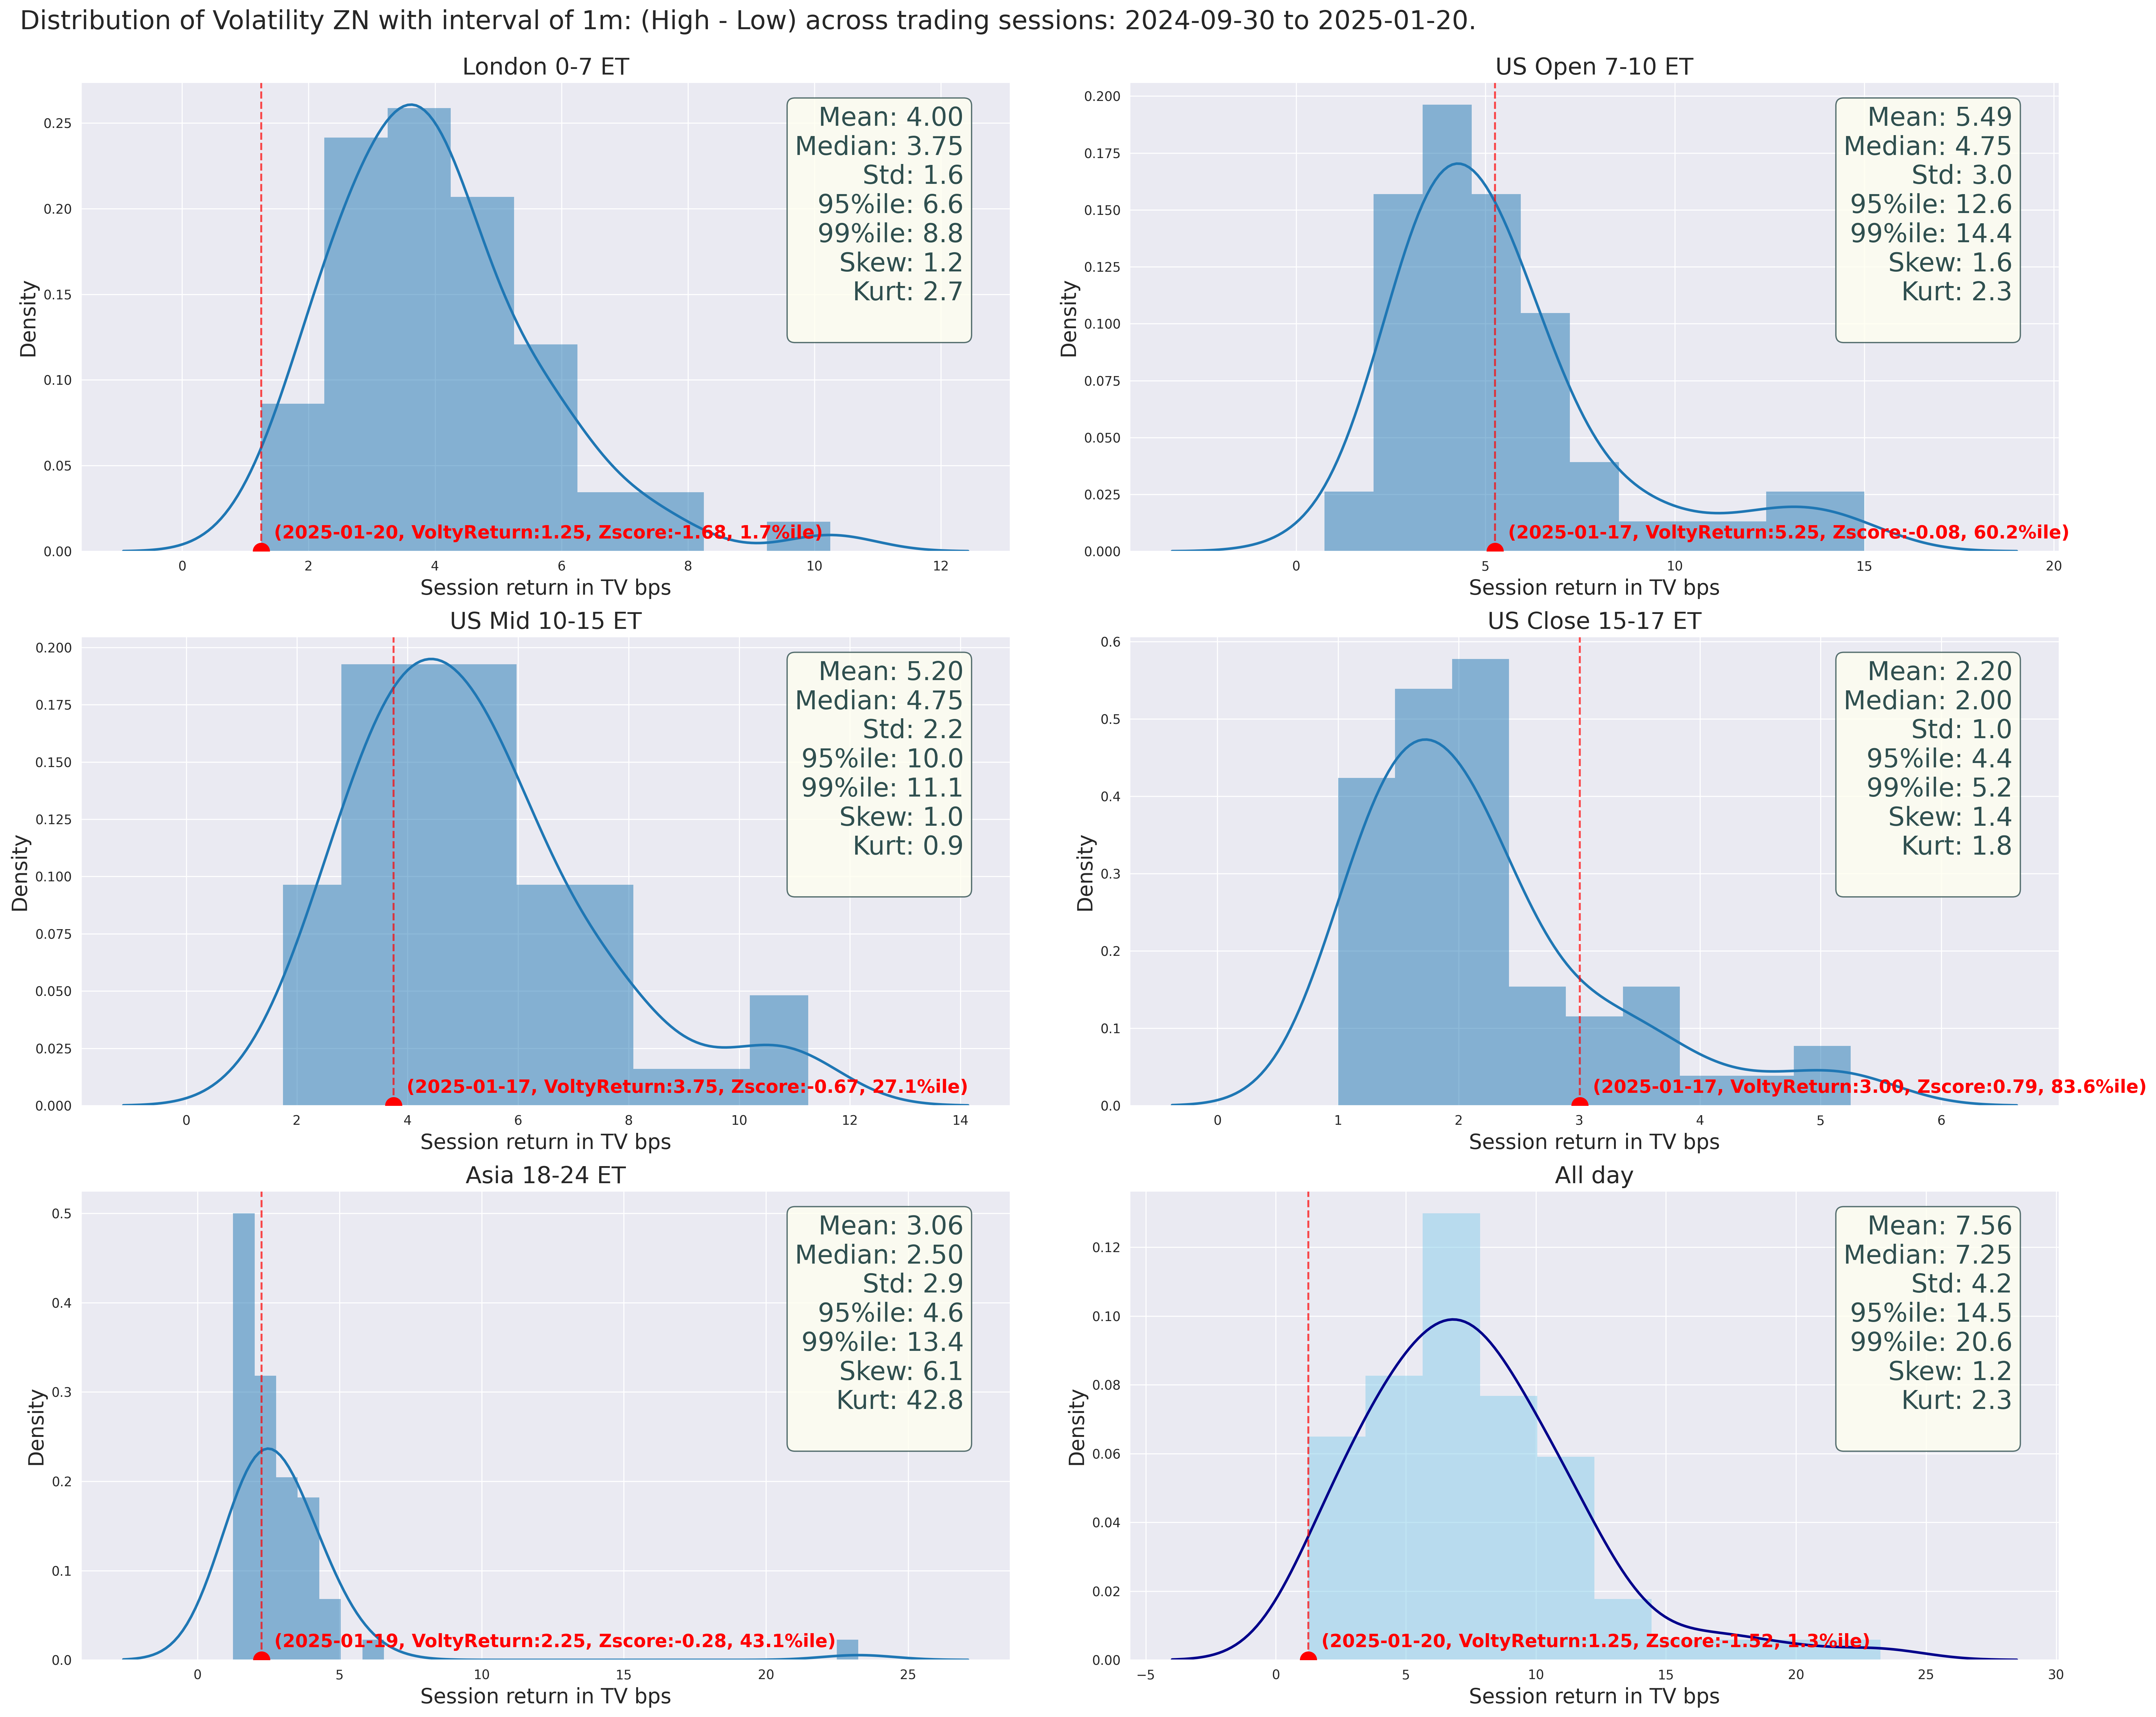 Distribution of Volatility ZN with interval of 1m: (High - Low) across trading sessions: 2024-09-30 to 2025-01-20.
London 0-7 ET
Density
0.25
0.20
0.15
0.10
0.05
0.00
Mean: 4.00
Median: 3.75
Std: 1.6
95%ile: 6.6
99%ile: 8.8
Skew: 1.2
Kurt: 2.7
(2025-01-20, VoltyReturn:1.25, Zscore:-1.68, 1.7%ile)
0 2 4 6 8 10 12
Session return in TV bps
US Open 7-10 ET
Density
0.200
0.175
0.150
0.125
0.100
0.075
0.050
0.025
0.000
Mean: 5.49
Median: 4.75
Std: 3.0
95%ile: 12.6
99%ile: 14.4
Skew: 1.6
Kurt: 2.3
(2025-01-17, VoltyReturn:5.25, Zscore:-0.08, 60.2%ile)
0 5 10 15 20
Session return in TV bps
US Mid 10-15 ET
Density
0.200
0.175
0.150
0.125
0.100
0.075
0.050
0.025
0.000
Mean: 5.20
Median: 4.75
Std: 2.2
95%ile: 10.0
99%ile: 11.1
Skew: 1.0
Kurt: 0.9
(2025-01-17, VoltyReturn:3.75, Zscore:-0.67, 27.1%ile)
0 2 4 6 8 10 12 14
Session return in TV bps
US Close 15-17 ET
Density
0.6
0.5
0.4
0.3
0.2
0.1
0.0
Mean: 2.20
Median: 2.00
Std: 1.0
95%ile: 4.4
99%ile: 5.2
Skew: 1.4
Kurt: 1.8
(2025-01-17, VoltyReturn:3.00, Zscore:0.79, 83.6%ile)
0 1 2 3 4 5 6
Session return in TV bps
Asia 18-24 ET
Density
0.5
0.4
0.3
0.2
0.1
0.0
Mean: 3.06
Median: 2.50
Std: 2.9
95%ile: 4.6
99%ile: 13.4
Skew: 6.1
Kurt: 42.8
(2025-01-19, VoltyReturn:2.25, Zscore:-0.28, 43.1%ile)
0 5 10 15 20 25
Session return in TV bps
All day
Density
0.12
0.10
0.08
0.06
0.04
0.02
0.00
Mean: 7.56
Median: 7.25
Std: 4.2
95%ile: 14.5
99%ile: 20.6
Skew: 1.2
Kurt: 2.3
(2025-01-20, VoltyReturn:1.25, Zscore:-1.52, 1.3%ile)
−5 0 5 10 15 20 25 30
Session return in TV bps